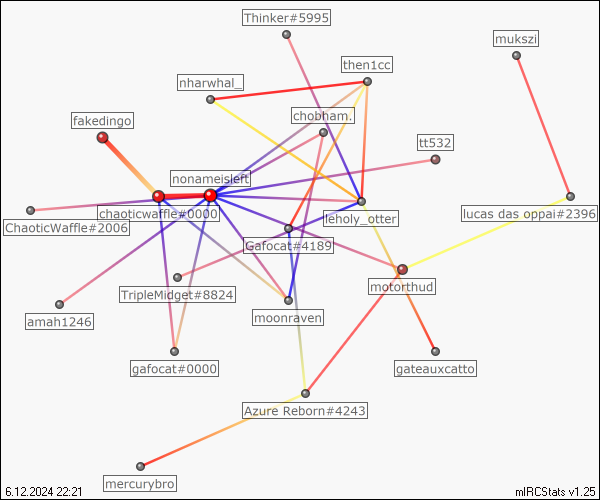 Thinker#5995
mukszi
then1cc
nharwhal_
chobham.
fakedingo
tt532
nonameisleft
chaoticwaffle#0000
leholy_otter
lucas das oppai#2396
ChaoticWaffle#2006
Gafocat#4189
motorthud
TripleMidget#8824
moonraven
amah1246
gafocat#0000
gateauxcatto
Azure Reborn#4243
mercurybro
6.12.2024 22:21
mIRCStats v1.25